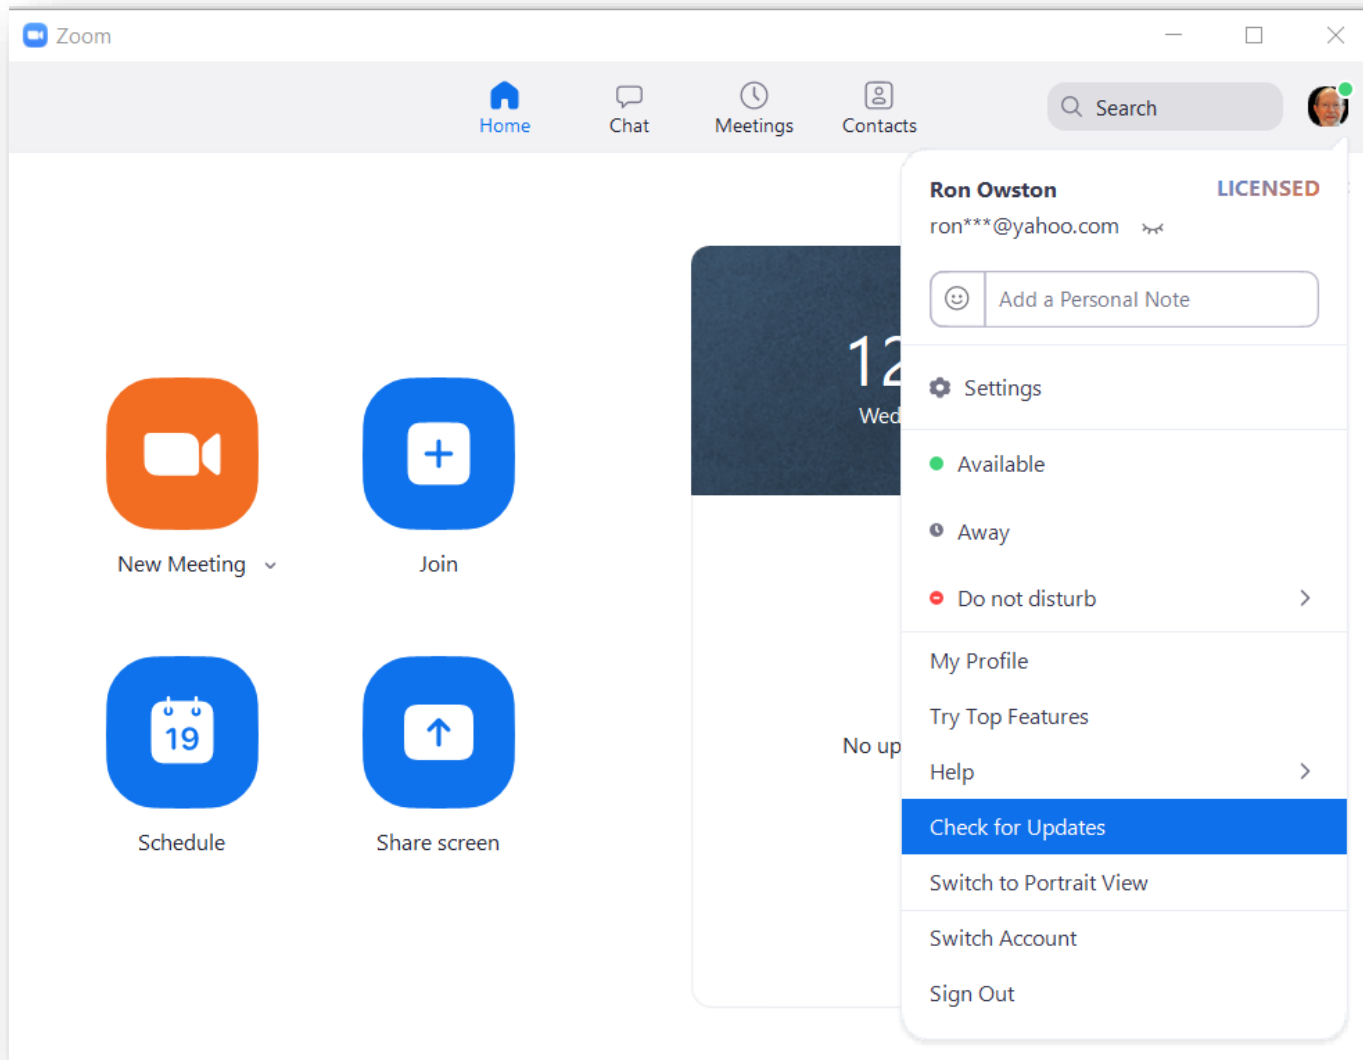 Zoom
Home
Chat
Meetings
Contacts
Search
Ron Owston
LICENSED
ron***@yahoo.com
Add a Personal Note
12
Wed
Settings
Available
Away
Do not disturb
New Meeting
Join
My Profile
Try Top Features
19
No up
Help
Check for Updates
Schedule
Share screen
Switch to Portrait View
Switch Account
Sign Out